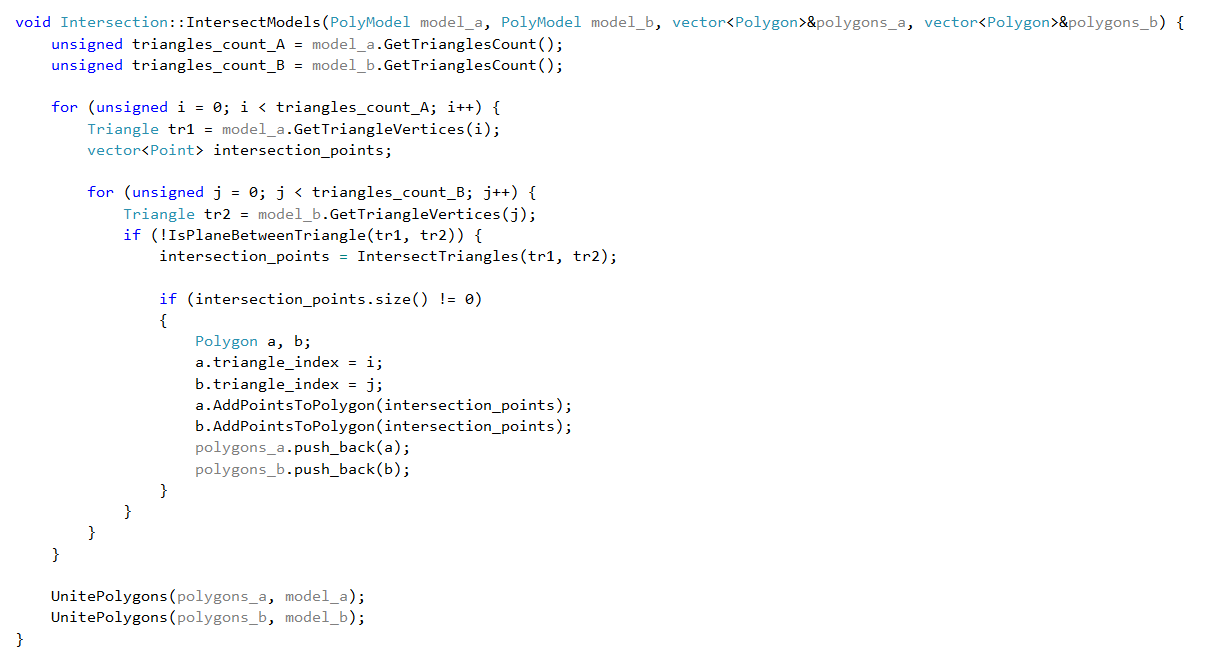 void Intersection::IntersectModels(PolyModel model_a, PolyModel model_b, vector<Polygon>&polygons_a, vector<Polygon>&polygons_b) {
    unsigned triangles_count_A = model_a.GetTrianglesCount();
    unsigned triangles_count_B = model_b.GetTrianglesCount();

    for (unsigned i = 0; i < triangles_count_A; i++) {
        Triangle tr1 = model_a.GetTriangleVertices(i);
        vector<Point> intersection_points;

        for (unsigned j = 0; j < triangles_count_B; j++) {
            Triangle tr2 = model_b.GetTriangleVertices(j);
            if (!IsPlaneBetweenTriangle(tr1, tr2)) {
                intersection_points = IntersectTriangles(tr1, tr2);

                if (intersection_points.size() != 0)
                {
                    Polygon a, b;
                    a.triangle_index = i;
                    b.triangle_index = j;
                    a.AddPointsToPolygon(intersection_points);
                    b.AddPointsToPolygon(intersection_points);
                    polygons_a.push_back(a);
                    polygons_b.push_back(b);
                }
            }
        }
    }

    UnitePolygons(polygons_a, model_a);
    UnitePolygons(polygons_b, model_b);
}